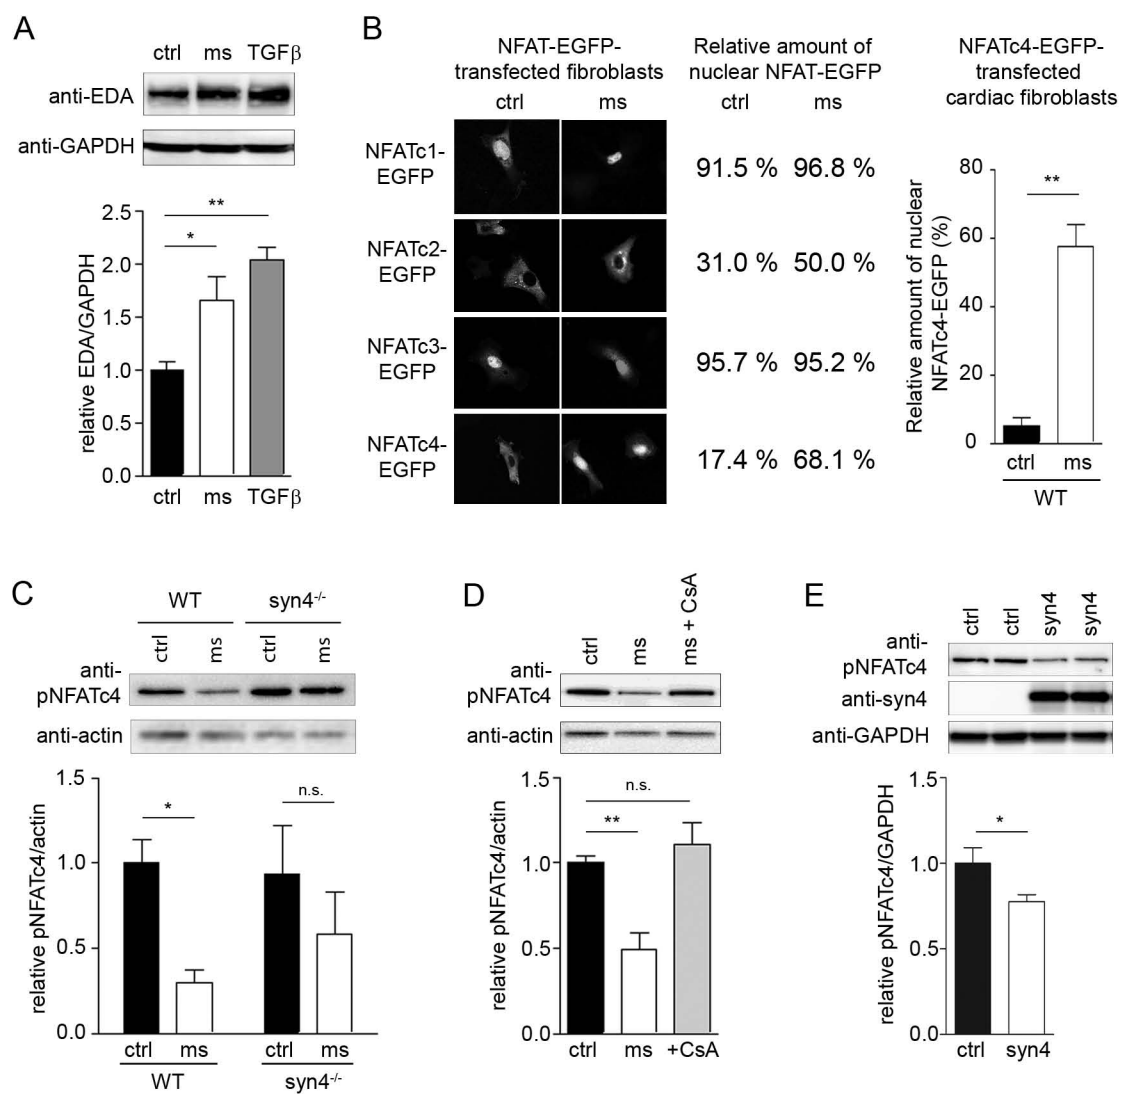 A
ctrl ms TGFβ
anti-EDA
anti-GAPDH
relative EDA/GAPDH
2.5
2.0
1.5
1.0
0.5
0.0
**
*
ctrl ms TGFβ
B
NFAT-EGFP-
transfected fibroblasts
ctrl ms
Relative amount of
nuclear NFAT-EGFP
ctrl ms
NFATc1-
EGFP
91.5 % 96.8 %
NFATc2-
EGFP
31.0 % 50.0 %
NFATc3-
EGFP
95.7 % 95.2 %
NFATc4-
EGFP
17.4 % 68.1 %
NFATc4-EGFP-
transfected
cardiac fibroblasts
Relative amount of nuclear
NFATc4-EGFP (%)
80
60
40
20
0
**
ctrl ms
WT
C
WT syn4-/-
ctrl ms ctrl ms
anti-
pNFATc4
anti-actin
relative pNFATc4/actin
1.5
1.0
0.5
0.0
*
n.s.
ctrl ms ctrl ms
WT syn4-/-
D
ctrl ms ms + CsA
anti-
pNFATc4
anti-actin
relative pNFATc4/actin
1.5
1.0
0.5
0.0
n.s.
**
ctrl ms +CsA
E
ctrl ctrl syn4 syn4
anti-
pNFATc4
anti-syn4
anti-GAPDH
relative pNFATc4/GAPDH
1.5
1.0
0.5
0.0
*
ctrl syn4